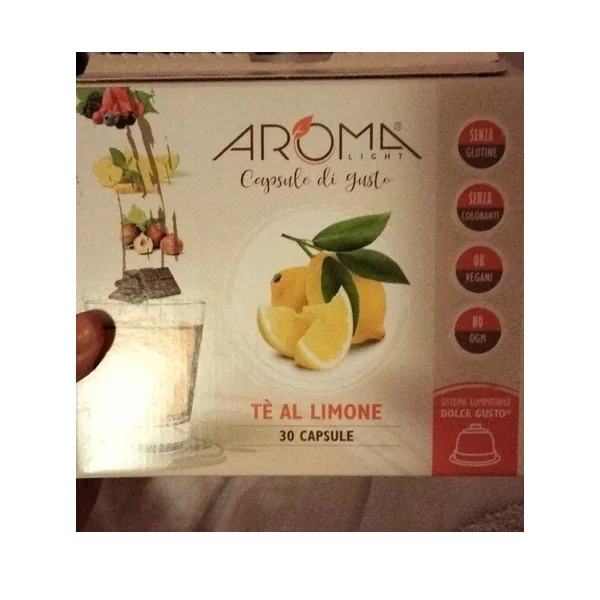 AROMA®
LIGHT
Capsule di gusto
TÈ AL LIMONE
30 CAPSULE
SENZA
GLUTINE
SENZA
COLORANTI
OK
VEGANI
NO
OGM
SISTEMA COMPATIBILE
DOLCE GUSTO®